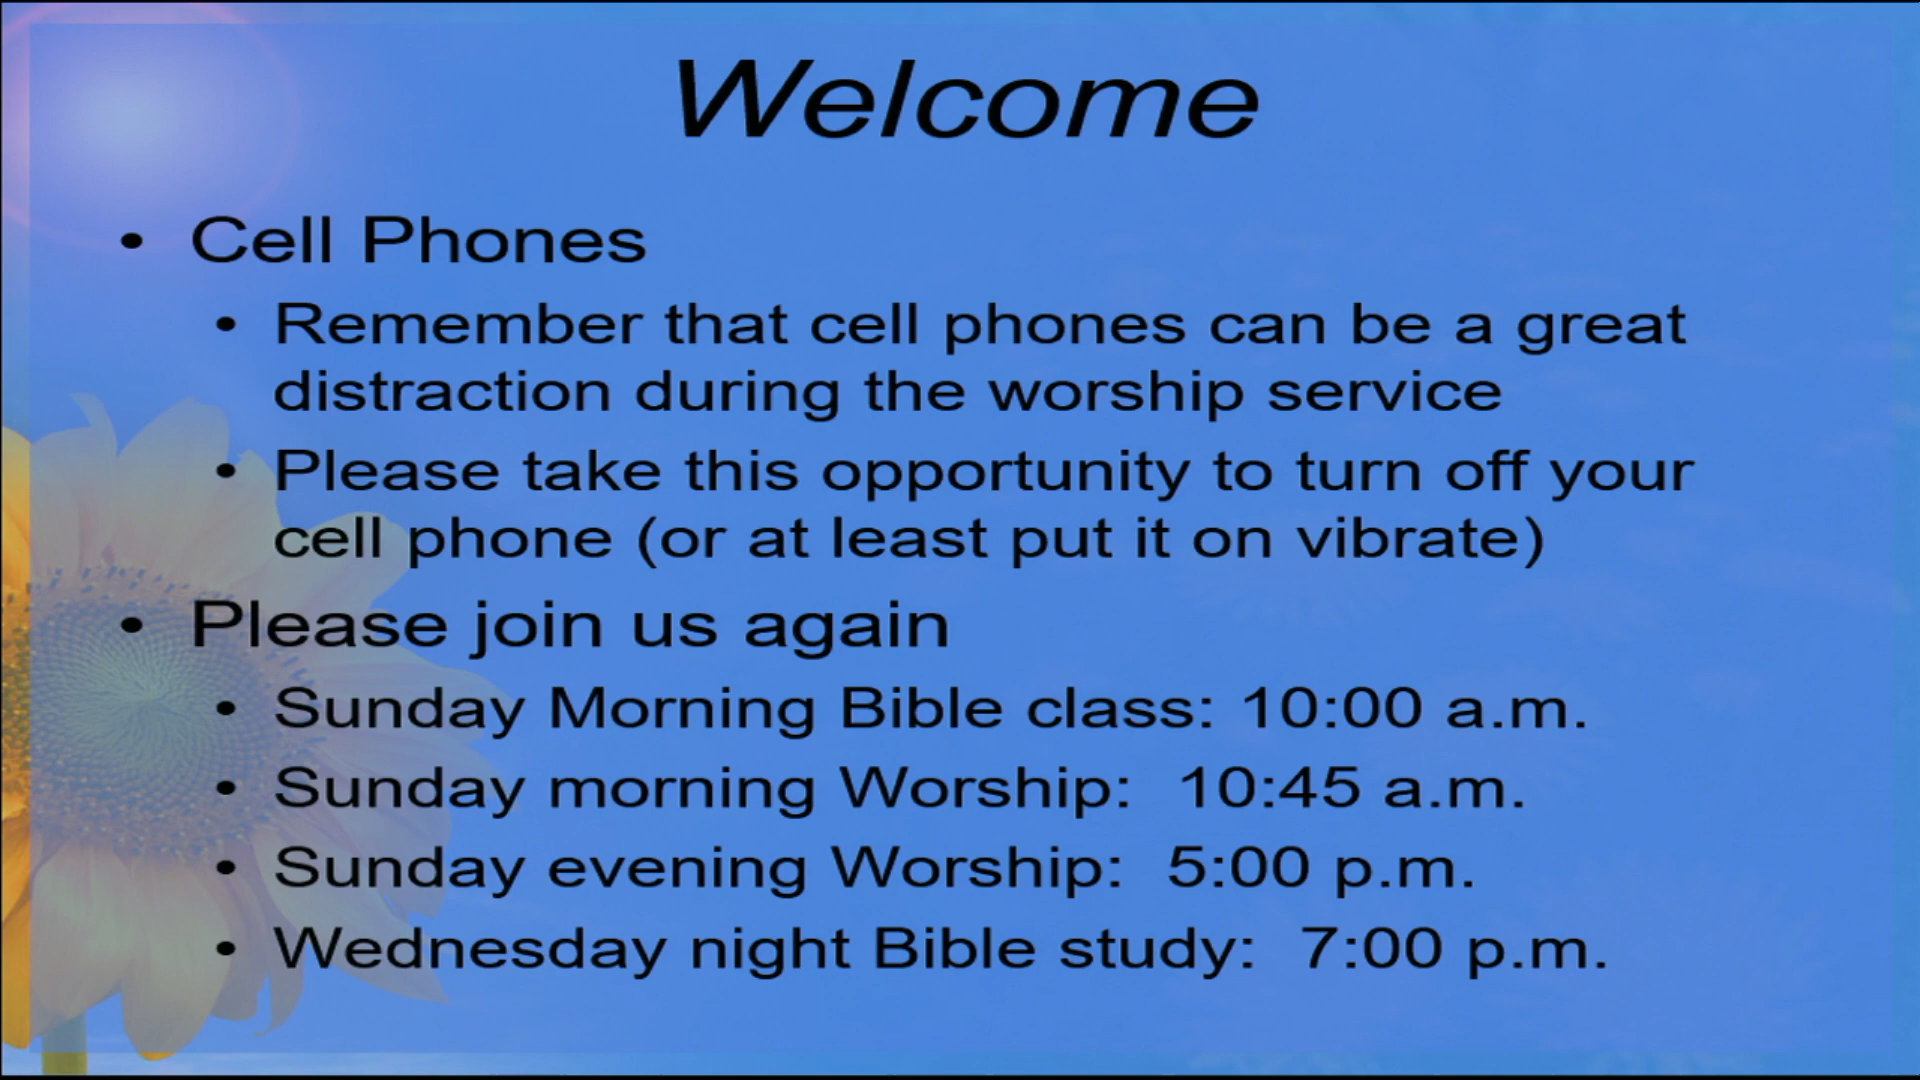 Welcome
• Cell Phones
• Remember that cell phones can be a great
distraction during the worship service
• Please take this opportunity to turn off your
cell phone (or at least put it on vibrate)
• Please join us again
• Sunday Morning Bible class: 10:00 a.m.
• Sunday morning Worship:  10:45 a.m.
• Sunday evening Worship:  5:00 p.m.
• Wednesday night Bible study:  7:00 p.m.